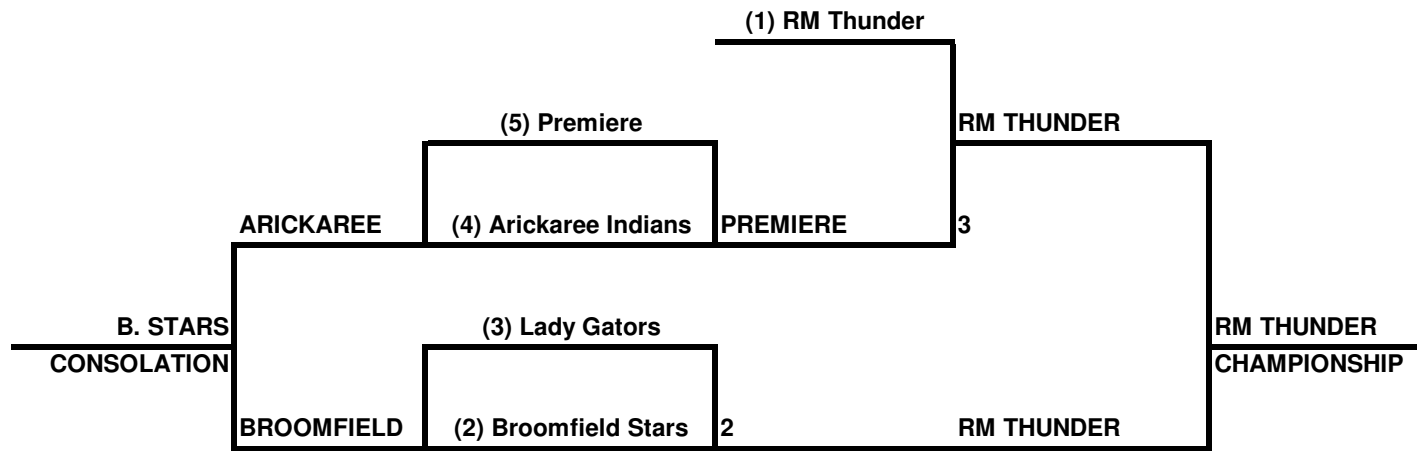 (1) RM Thunder
(5) Premiere
RM THUNDER
ARICKAREE
(4) Arickaree Indians
PREMIERE
3
B. STARS
(3) Lady Gators
RM THUNDER
CONSOLATION
CHAMPIONSHIP
BROOMFIELD
(2) Broomfield Stars
2
RM THUNDER